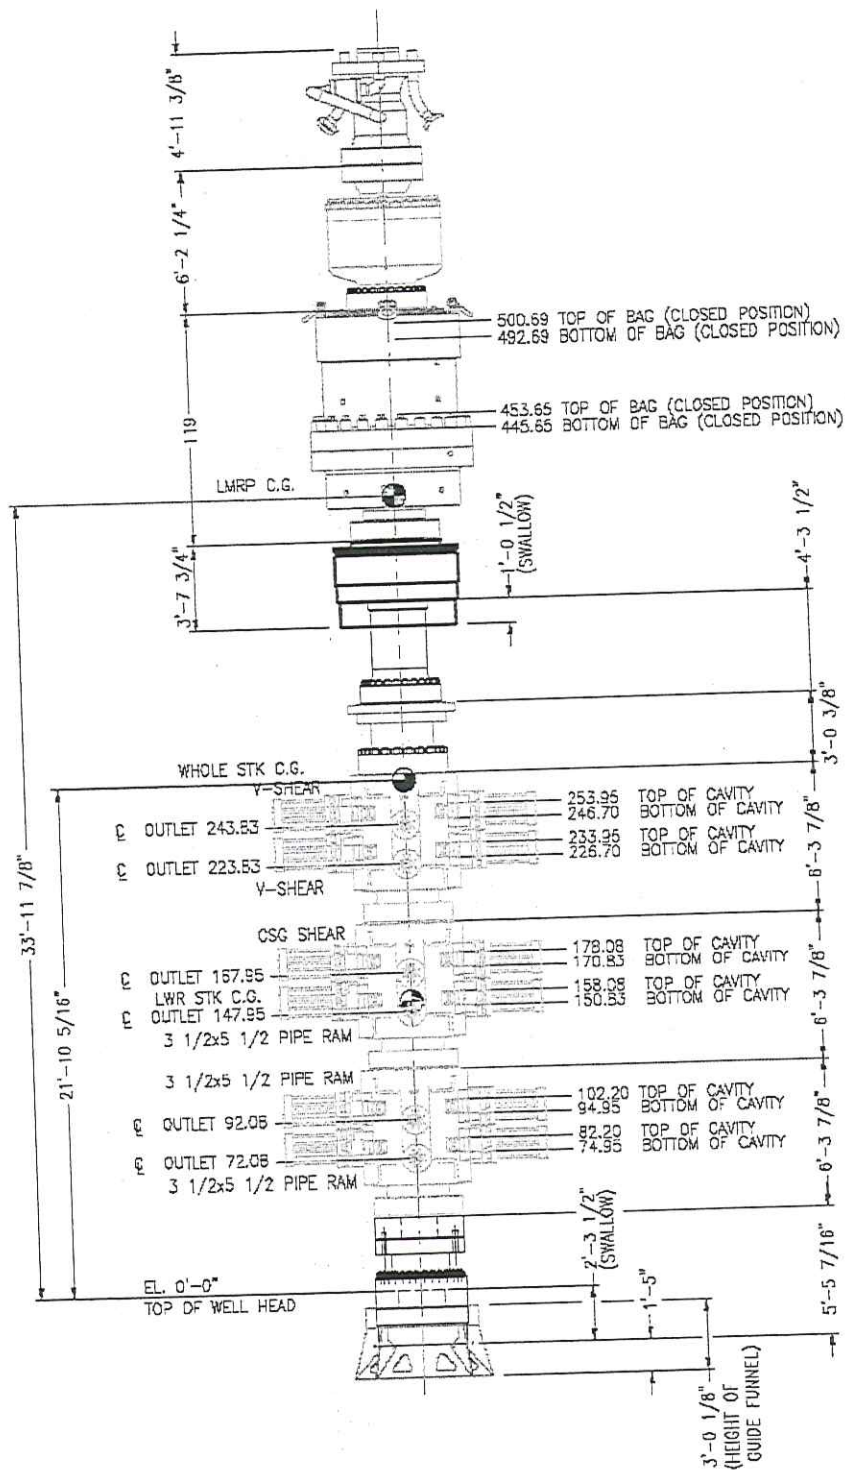 4'-11 3/8"
6'-2 1/4"
500.69 TOP OF BAG (CLOSED POSITION)
492.69 BOTTOM OF BAG (CLOSED POSITION)
119
453.65 TOP OF BAG (CLOSED POSITION)
445.65 BOTTOM OF BAG (CLOSED POSITION)
LMRP C.G.
1'-0 1/2"
(SWALLOW)
4'-3 1/2"
3'-7 3/4"
3'-0 3/8"
WHOLE STK C.G.
V-SHEAR
253.95 TOP OF CAVITY
246.70 BOTTOM OF CAVITY
℄ OUTLET 243.83
233.95 TOP OF CAVITY
226.70 BOTTOM OF CAVITY
℄ OUTLET 223.83
6'-3 7/8"
V-SHEAR
33'-11 7/8"
CSG SHEAR
178.08 TOP OF CAVITY
170.83 BOTTOM OF CAVITY
℄ OUTLET 167.95
158.08 TOP OF CAVITY
150.83 BOTTOM OF CAVITY
LWR STK C.G.
℄ OUTLET 147.95
6'-3 7/8"
3 1/2x5 1/2 PIPE RAM
21'-10 5/16"
3 1/2x5 1/2 PIPE RAM
102.20 TOP OF CAVITY
94.95 BOTTOM OF CAVITY
℄ OUTLET 92.08
82.20 TOP OF CAVITY
74.95 BOTTOM OF CAVITY
℄ OUTLET 72.08
6'-3 7/8"
3 1/2x5 1/2 PIPE RAM
2'-3 1/2"
(SWALLOW)
EL. 0'-0"
TOP OF WELL HEAD
1'-5"
5'-5 7/16"
3'-0 1/8"
(HEIGHT OF
GUIDE FUNNEL)